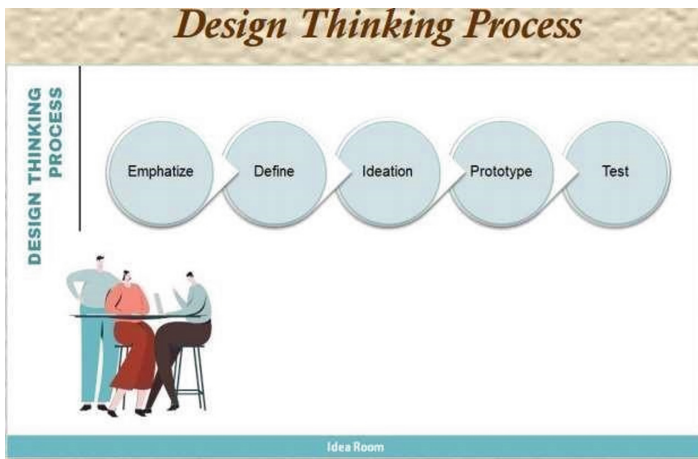 Design Thinking Process
DESIGN THINKING
PROCESS
Emphatize
Define
Ideation
Prototype
Test
Idea Room